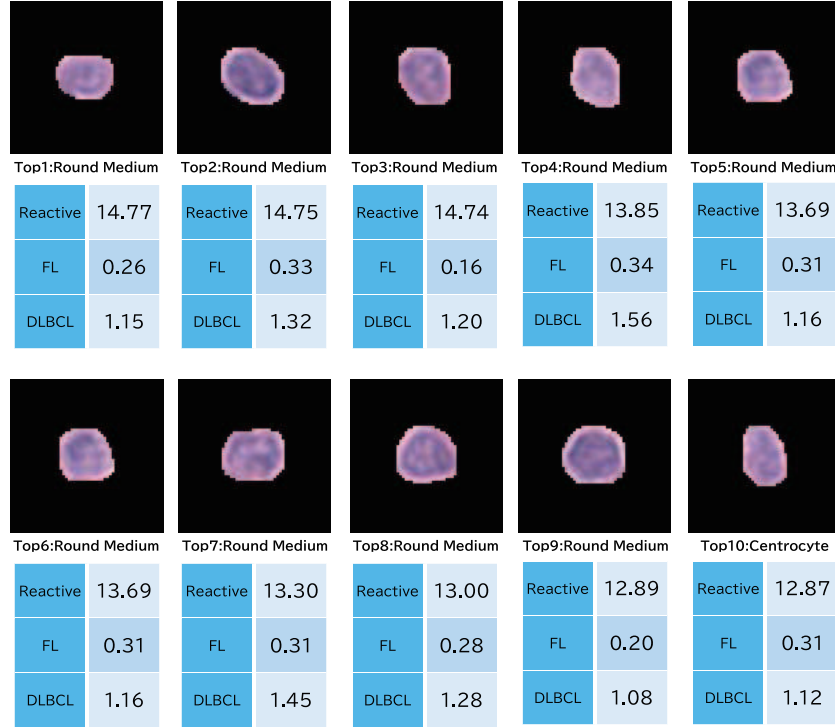 Top1:Round Medium Top2:Round Medium Top3:Round Medium Top4:Round Medium Top5:Round Medium
Reactive 14.77 Reactive 14.75 Reactive 14.74 Reactive 13.85 Reactive 13.69
FL 0.26 FL 0.33 FL 0.16 FL 0.34 FL 0.31
DLBCL 1.15 DLBCL 1.32 DLBCL 1.20 DLBCL 1.56 DLBCL 1.16
Top6:Round Medium Top7:Round Medium Top8:Round Medium Top9:Round Medium Top10:Centrocyte
Reactive 13.69 Reactive 13.30 Reactive 13.00 Reactive 12.89 Reactive 12.87
FL 0.31 FL 0.31 FL 0.28 FL 0.20 FL 0.31
DLBCL 1.16 DLBCL 1.45 DLBCL 1.28 DLBCL 1.08 DLBCL 1.12